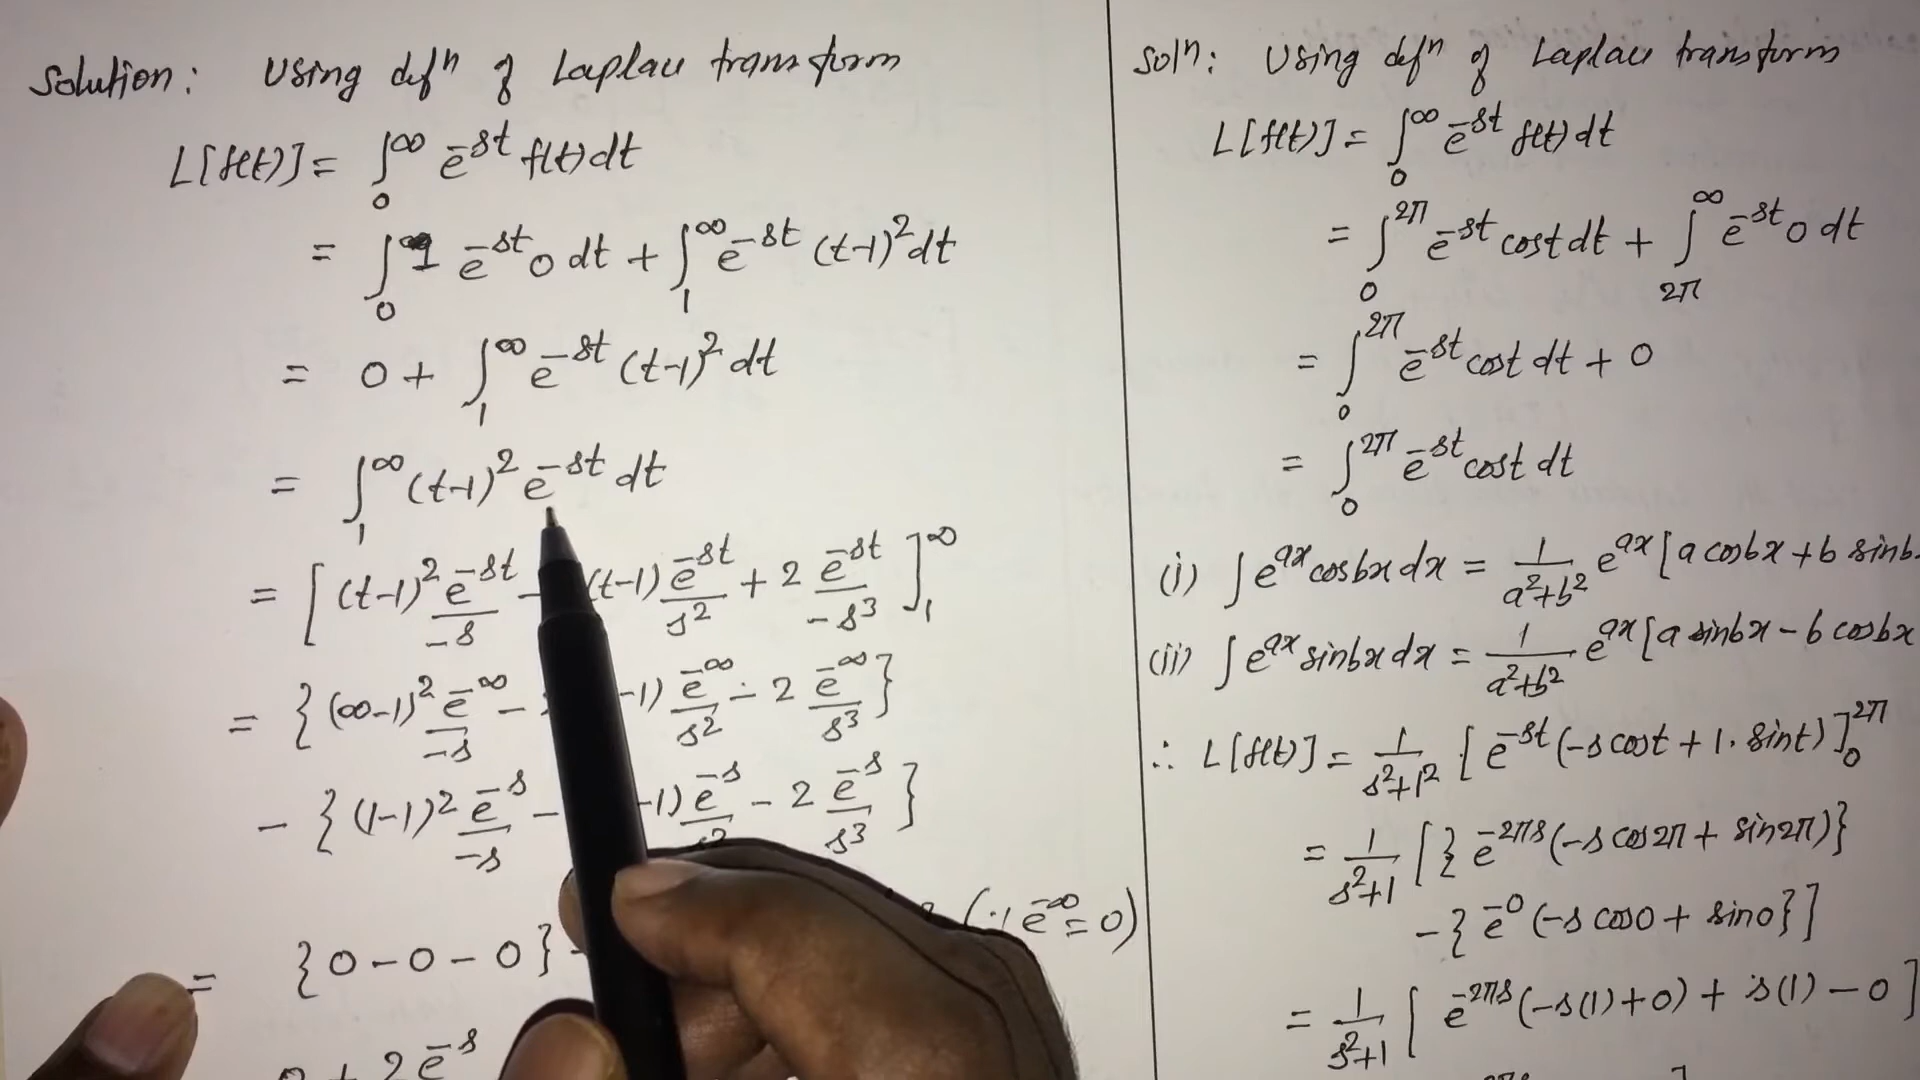 Solution: Using defⁿ of Laplace transform
L[f(t)] = ∫₀^∞ e^-st f(t) dt
= ∫₀^1 e^-st 0 dt + ∫₁^∞ e^-st (t-1)² dt
= 0 + ∫₁^∞ e^-st (t-1)² dt
= ∫₁^∞ (t-1)² e^-st dt
= [ (t-1)² e^-st/-s - (t-1) e^-st/s² + 2 e^-st/-s³ ]₁^∞
= { (∞-1)² e^-∞/-s - -1) e^-∞/s² - 2 e^-∞/s³ }
- { (1-1)² e^-s/-s - -1) e^-s/s² - 2 e^-s/s³ }
= { 0 - 0 - 0 } (∵ e^-∞ = 0)
0 + 2 e^-s
Solⁿ: Using defⁿ of Laplace transform
L[f(t)] = ∫₀^∞ e^-st f(t) dt
= ∫₀^2π e^-st cost dt + ∫_2π^∞ e^-st 0 dt
= ∫₀^2π e^-st cost dt + 0
= ∫₀^2π e^-st cost dt
(i) ∫ e^ax cosbx dx = 1/(a²+b²) e^ax [a cosbx + b sinb
(ii) ∫ e^ax sinbx dx = 1/(a²+b²) e^ax [a sinbx - b cosbx
∴ L[f(t)] = 1/(s²+1²) [ e^-st (-s cost + 1. sint) ]₀^2π
= 1/(s²+1) [ { e^-2πs (-s cos2π + sin2π) }
- { e^-0 (-s cos0 + sin0 } ]
= 1/(s²+1) [ e^-2πs (-s(1)+0) + s(1) - 0 ]